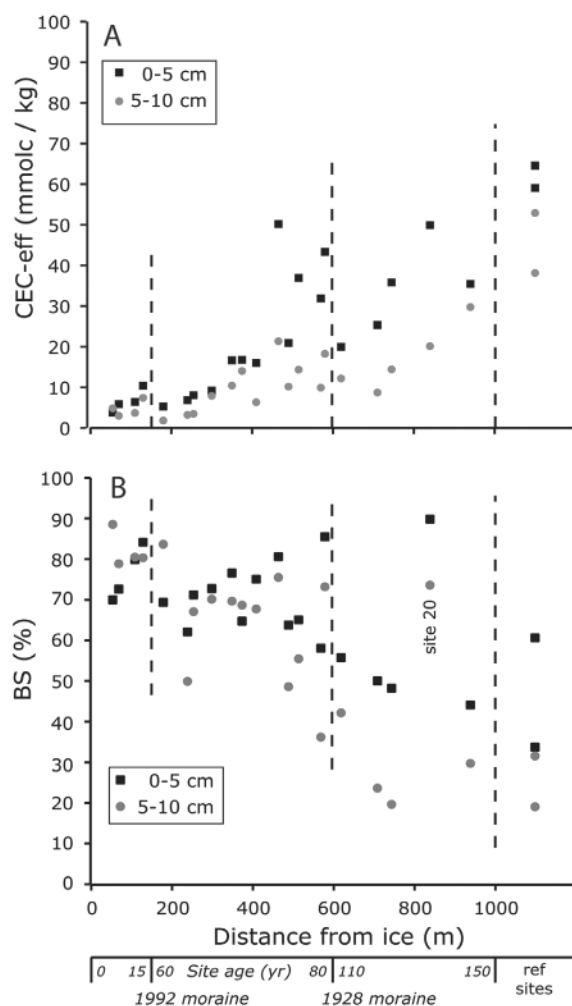 A
0-5 cm
5-10 cm
CEC-eff (mmolc / kg)
100
90
80
70
60
50
40
30
20
10
0
B
site 20
0-5 cm
5-10 cm
BS (%)
100
90
80
70
60
50
40
30
20
10
0
0 200 400 600 800 1000
Distance from ice (m)
0 15 60 Site age (yr) 80 110 150 ref sites
1992 moraine 1928 moraine